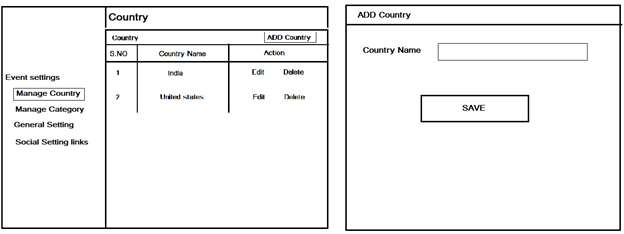 Country
Country ADD Country
S.NO Country Name Action
1 India Edit Delete
2 United states Edit Delete
Event settings
Manage Country
Manage Category
General Setting
Social Setting links
ADD Country
Country Name
SAVE